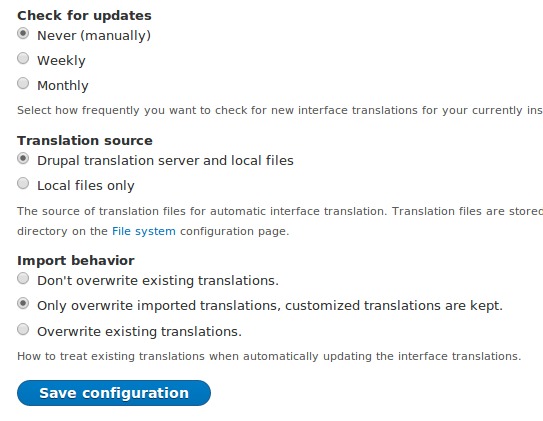 Check for updates
Never (manually)
Weekly
Monthly
Select how frequently you want to check for new interface translations for your currently ins
Translation source
Drupal translation server and local files
Local files only
The source of translation files for automatic interface translation. Translation files are stored
directory on the File system configuration page.
Import behavior
Don't overwrite existing translations.
Only overwrite imported translations, customized translations are kept.
Overwrite existing translations.
How to treat existing translations when automatically updating the interface translations.
Save configuration